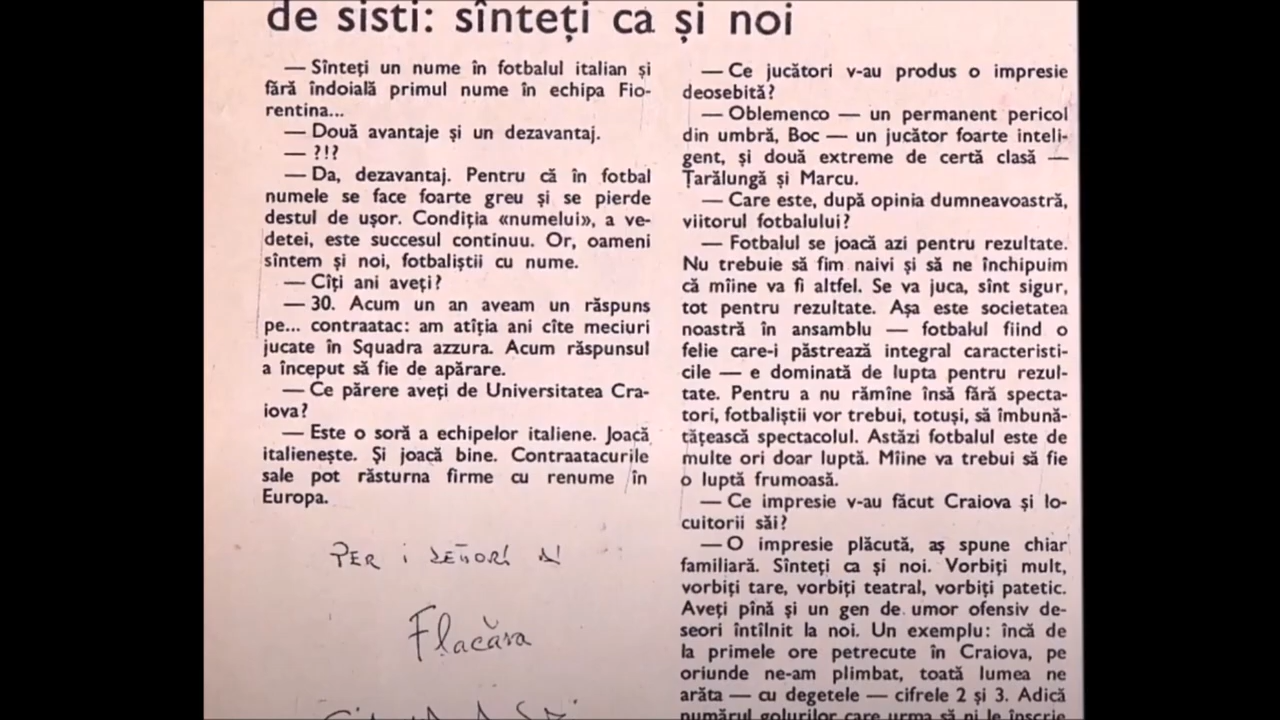 de sisti: sînteți ca și noi
— Sînteți un nume în fotbalul italian și
fără îndoială primul nume în echipa Fio-
rentina...
— Două avantaje și un dezavantaj.
— ?!?
— Da, dezavantaj. Pentru că în fotbal
numele se face foarte greu și se pierde
destul de ușor. Condiția «numelui», a ve-
detei, este succesul continuu. Or, oameni
sîntem și noi, fotbaliștii cu nume.
— Cîți ani aveți?
— 30. Acum un an aveam un răspuns
pe... contraatac: am atîția ani cîte meciuri
jucate în Squadra azzura. Acum răspunsul
a început să fie de apărare.
— Ce părere aveți de Universitatea Cra-
iova?
— Este o soră a echipelor italiene. Joacă
italienește. Și joacă bine. Contraatacurile
sale pot răsturna firme cu renume în
Europa.
PER i
Flacăra
— Ce jucători v-au produs o impresie
deosebită?
— Oblemenco — un permanent pericol
din umbră, Boc — un jucător foarte inteli-
gent, și două extreme de certă clasă —
Țarălungă și Marcu.
— Care este, după opinia dumneavoastră,
viitorul fotbalului?
— Fotbalul se joacă azi pentru rezultate.
Nu trebuie să fim naivi și să ne închipuim
că mîine va fi altfel. Se va juca, sînt sigur,
tot pentru rezultate. Așa este societatea
noastră în ansamblu — fotbalul fiind o
felie care-i păstrează integral caracteristi-
cile — e dominată de lupta pentru rezul-
tate. Pentru a nu rămîne însă fără specta-
tori, fotbaliștii vor trebui, totuși, să îmbună-
tățească spectacolul. Astăzi fotbalul este de
multe ori doar luptă. Mîine va trebui să fie
o luptă frumoasă.
— Ce impresie v-au făcut Craiova și lo-
cuitorii săi?
— O impresie plăcută, aș spune chiar
familiară. Sînteți ca și noi. Vorbiți mult,
vorbiți tare, vorbiți teatral, vorbiți patetic.
Aveți pînă și un gen de umor ofensiv de-
seori întîlnit la noi. Un exemplu: încă de
la primele ore petrecute în Craiova, pe
oriunde ne-am plimbat, toată lumea ne
arăta — cu degetele — cifrele 2 și 3. Adică
numărul golurilor care urma să ni le înscrie